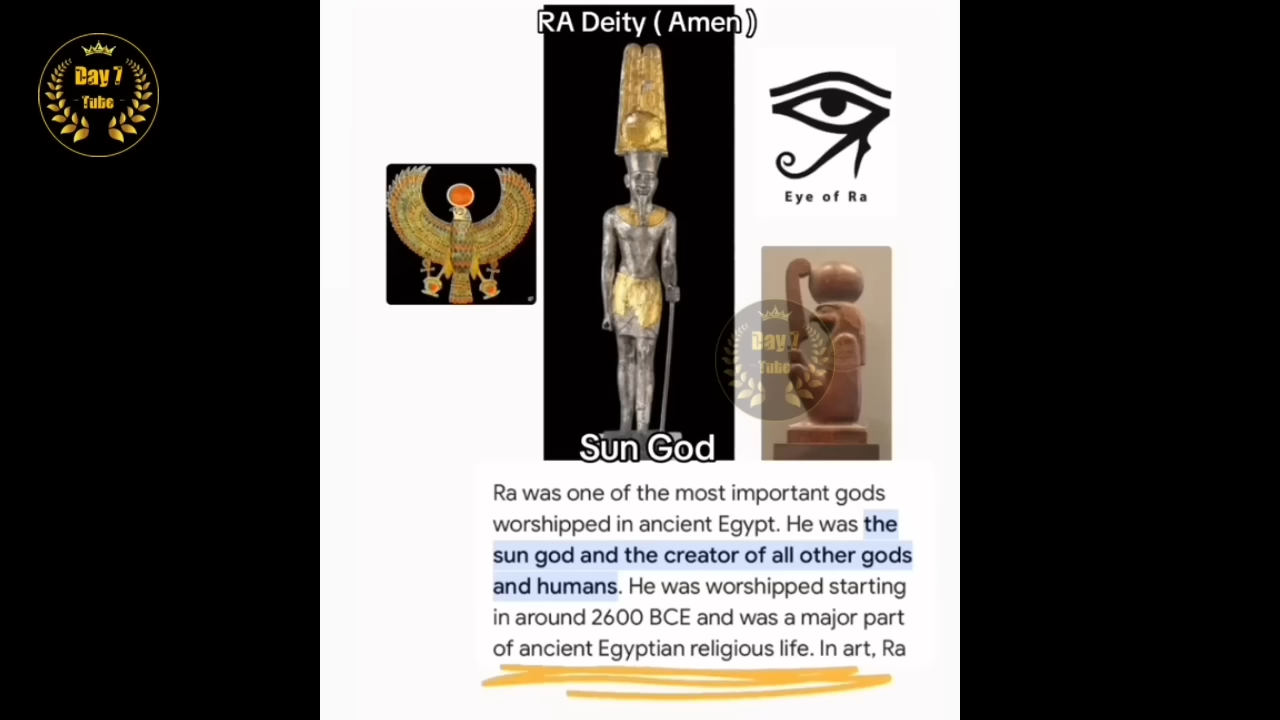 RA Deity ( Amen )
Day 7
Tube
Eye of Ra
Day 7
Tube
Sun God
Ra was one of the most important gods
worshipped in ancient Egypt. He was the
sun god and the creator of all other gods
and humans. He was worshipped starting
in around 2600 BCE and was a major part
of ancient Egyptian religious life. In art, Ra